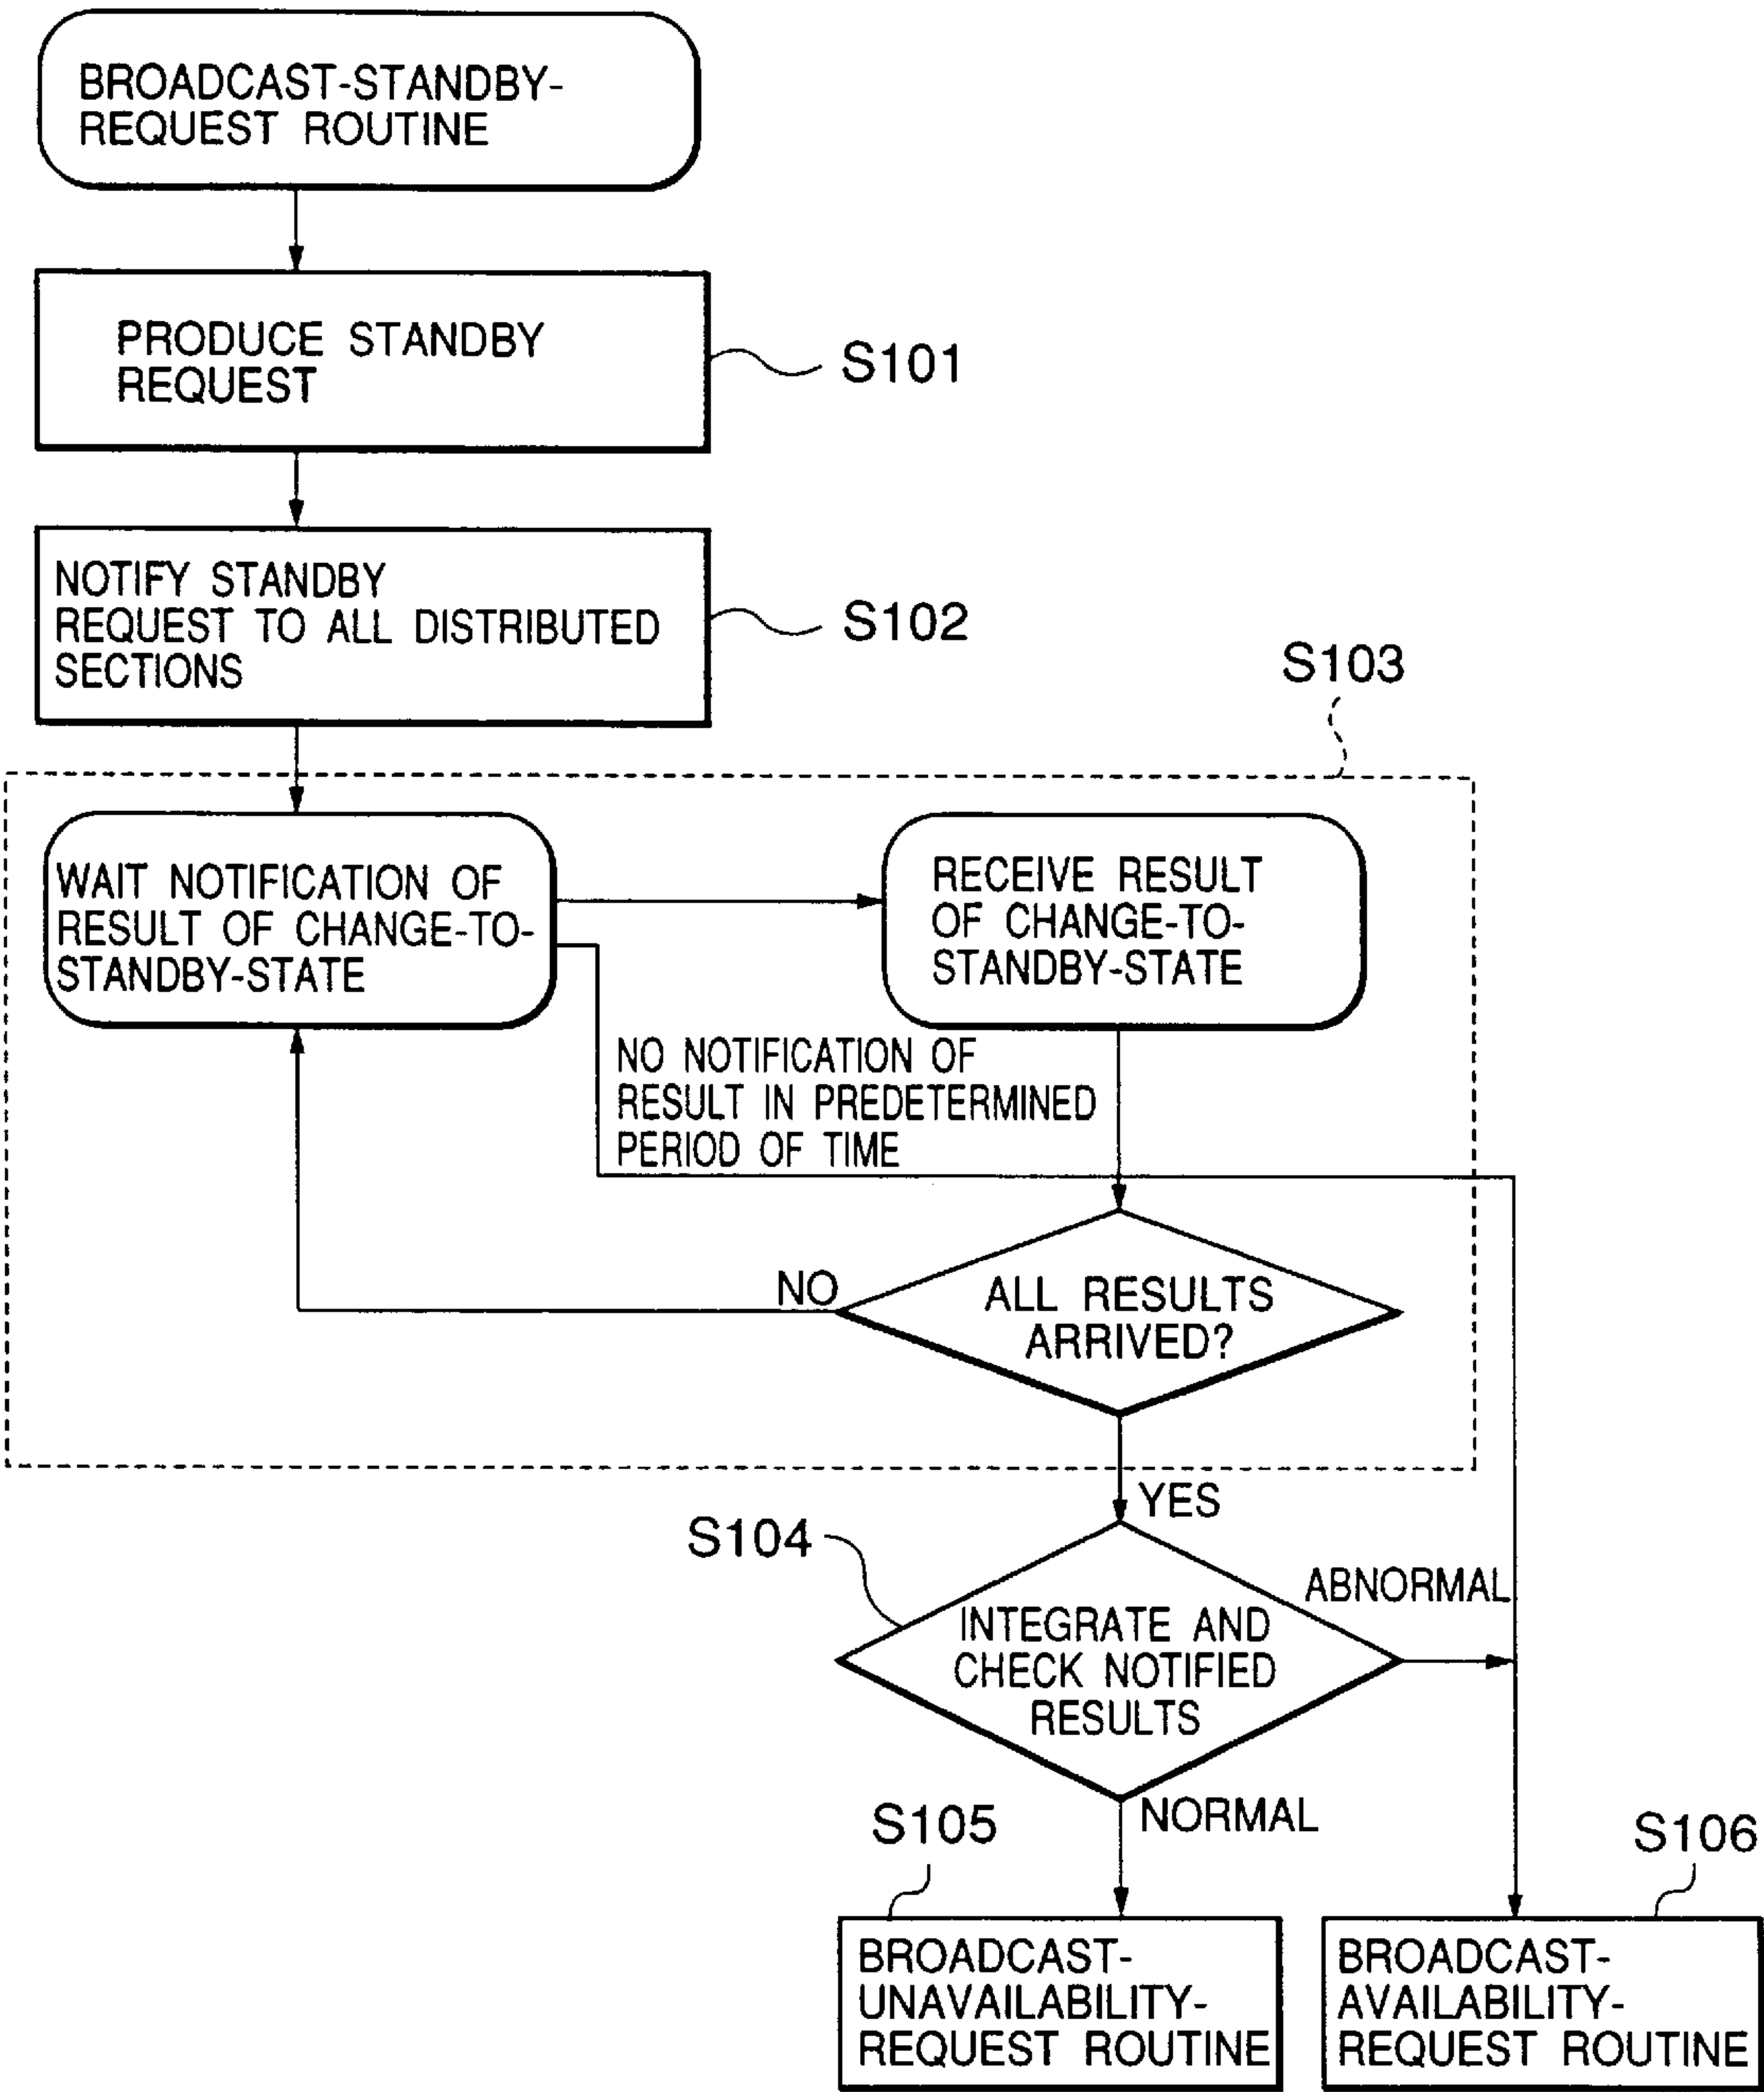 BROADCAST-STANDBY-
REQUEST ROUTINE
PRODUCE STANDBY
REQUEST
S101
NOTIFY STANDBY
REQUEST TO ALL DISTRIBUTED
SECTIONS
S102
S103
WAIT NOTIFICATION OF
RESULT OF CHANGE-TO-
STANDBY-STATE
RECEIVE RESULT
OF CHANGE-TO-
STANDBY-STATE
NO NOTIFICATION OF
RESULT IN PREDETERMINED
PERIOD OF TIME
NO
ALL RESULTS
ARRIVED?
YES
S104
ABNORMAL
INTEGRATE AND
CHECK NOTIFIED
RESULTS
NORMAL
S105
S106
BROADCAST-
UNAVAILABILITY-
REQUEST ROUTINE
BROADCAST-
AVAILABILITY-
REQUEST ROUTINE